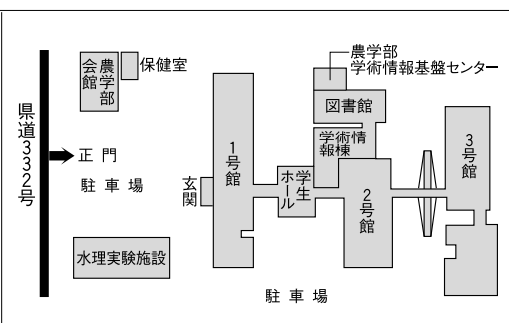 県道332号
農学部
会館
保健室
正門
駐車場
水理実験施設
玄関
1号館
学生
ホール
農学部
学術情報基盤センター
図書館
学術情報
棟
2号館
3号館
駐車場